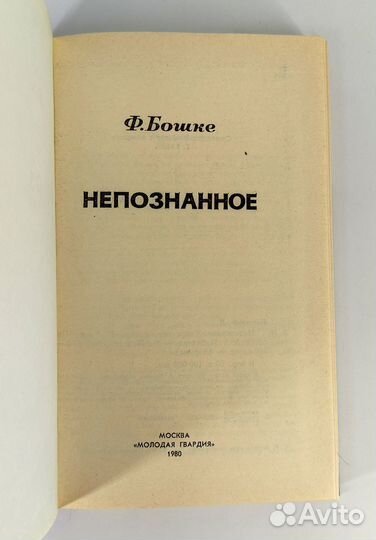 Ф. Бошке
НЕПОЗНАННОЕ
МОСКВА
«МОЛОДАЯ ГВАРДИЯ»
1980
Avito